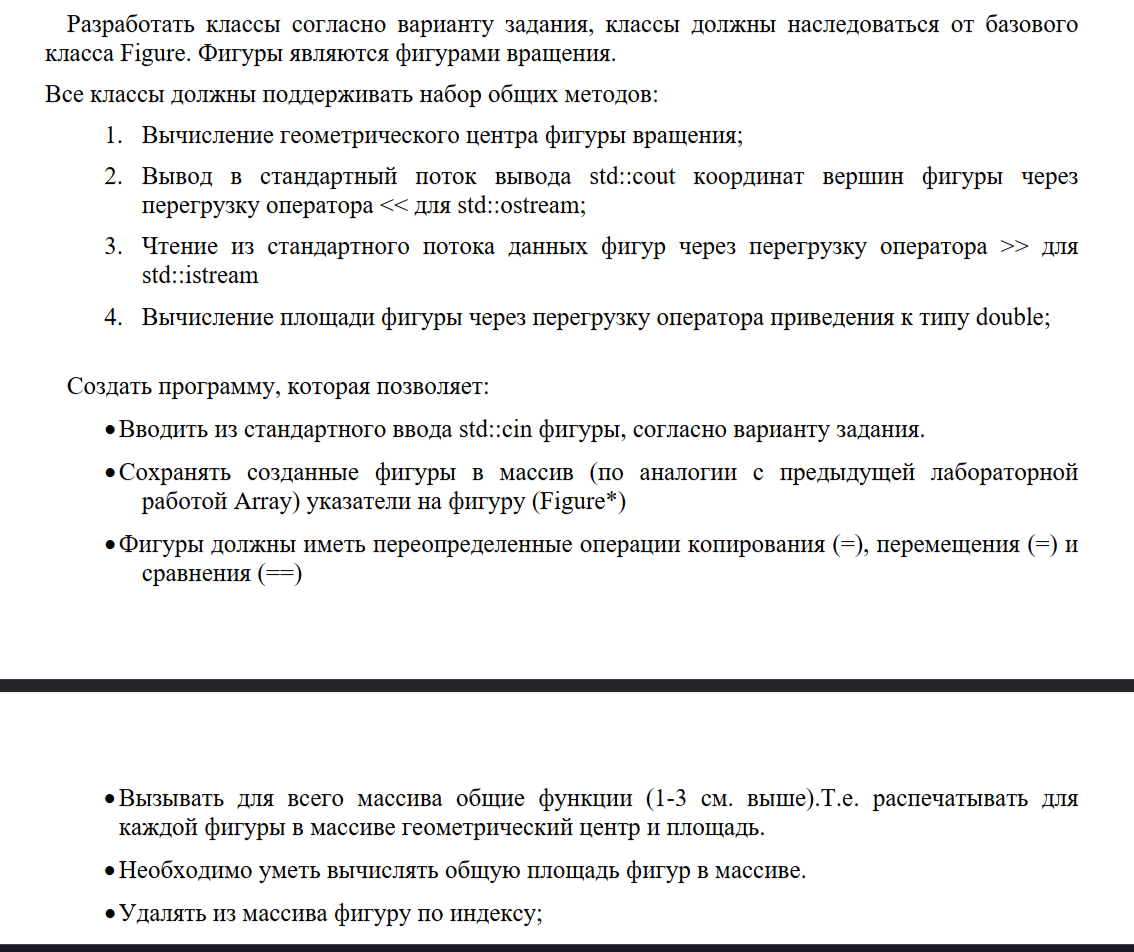 Разработать классы согласно варианту задания, классы должны наследоваться от базового
класса Figure. Фигуры являются фигурами вращения.
Все классы должны поддерживать набор общих методов:
1. Вычисление геометрического центра фигуры вращения;
2. Вывод в стандартный поток вывода std::cout координат вершин фигуры через
перегрузку оператора << для std::ostream;
3. Чтение из стандартного потока данных фигур через перегрузку оператора >> для
std::istream
4. Вычисление площади фигуры через перегрузку оператора приведения к типу double;
Создать программу, которая позволяет:
• Вводить из стандартного ввода std::cin фигуры, согласно варианту задания.
• Сохранять созданные фигуры в массив (по аналогии с предыдущей лабораторной
работой Array) указатели на фигуру (Figure*)
• Фигуры должны иметь переопределенные операции копирования (=), перемещения (=) и
сравнения (==)
• Вызывать для всего массива общие функции (1-3 см. выше).Т.е. распечатывать для
каждой фигуры в массиве геометрический центр и площадь.
• Необходимо уметь вычислять общую площадь фигур в массиве.
• Удалять из массива фигуру по индексу;